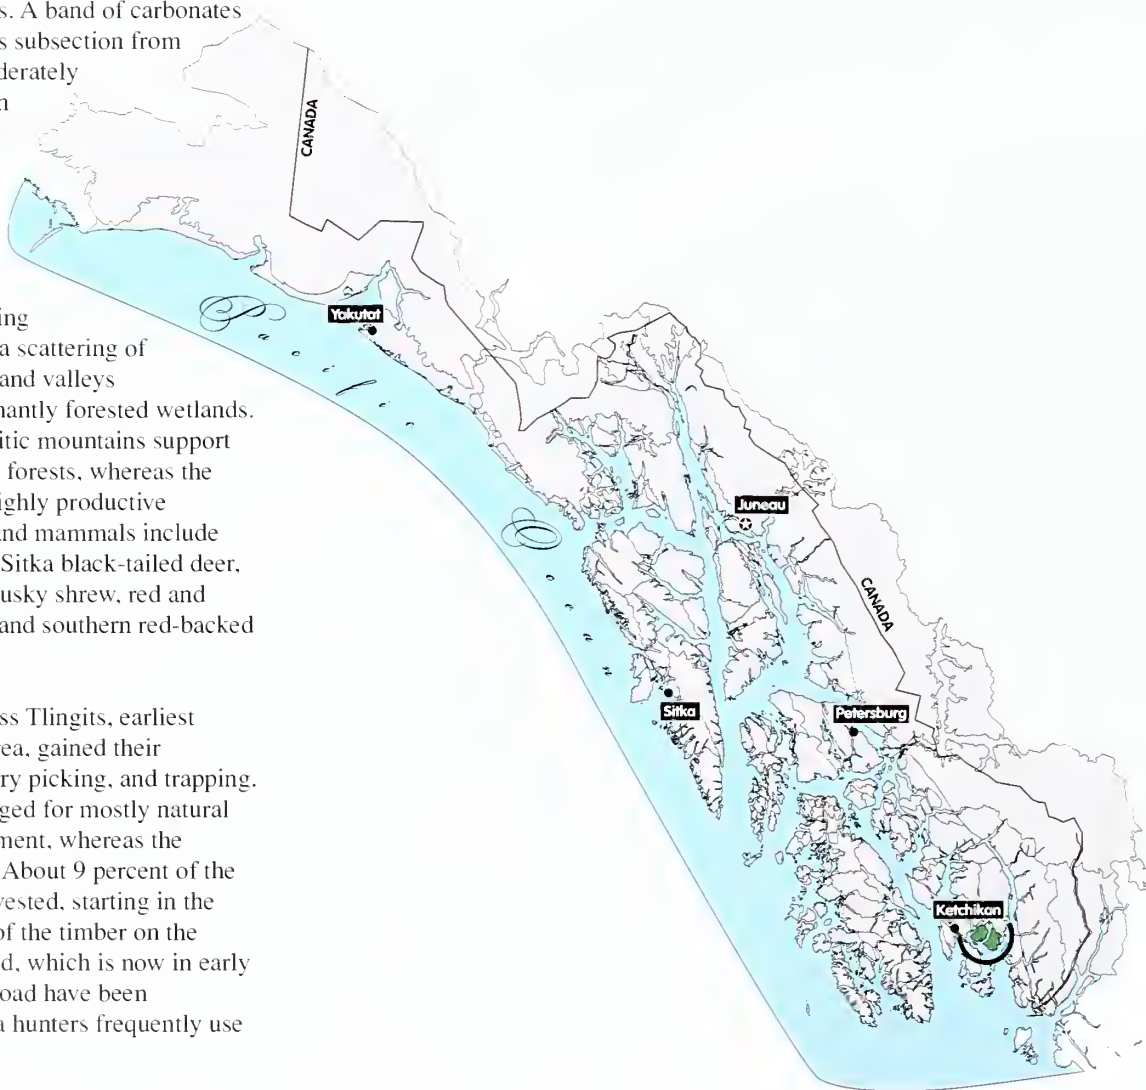 s. A band of carbonates
s subsection from
derately
n
ing
a scattering of
and valleys
nantly forested wetlands.
itic mountains support
forests, whereas the
ighly productive
and mammals include
Sitka black-tailed deer,
usky shrew, red and
and southern red-backed
ss Tlingits, earliest
rea, gained their
ry picking, and trapping.
ged for mostly natural
ment, whereas the
About 9 percent of the
vested, starting in the
of the timber on the
d, which is now in early
oad have been
a hunters frequently use
CANADA
Yakutat
Pacific
Juneau
Ocean
CANADA
Sitka
Petersburg
Ketchikan